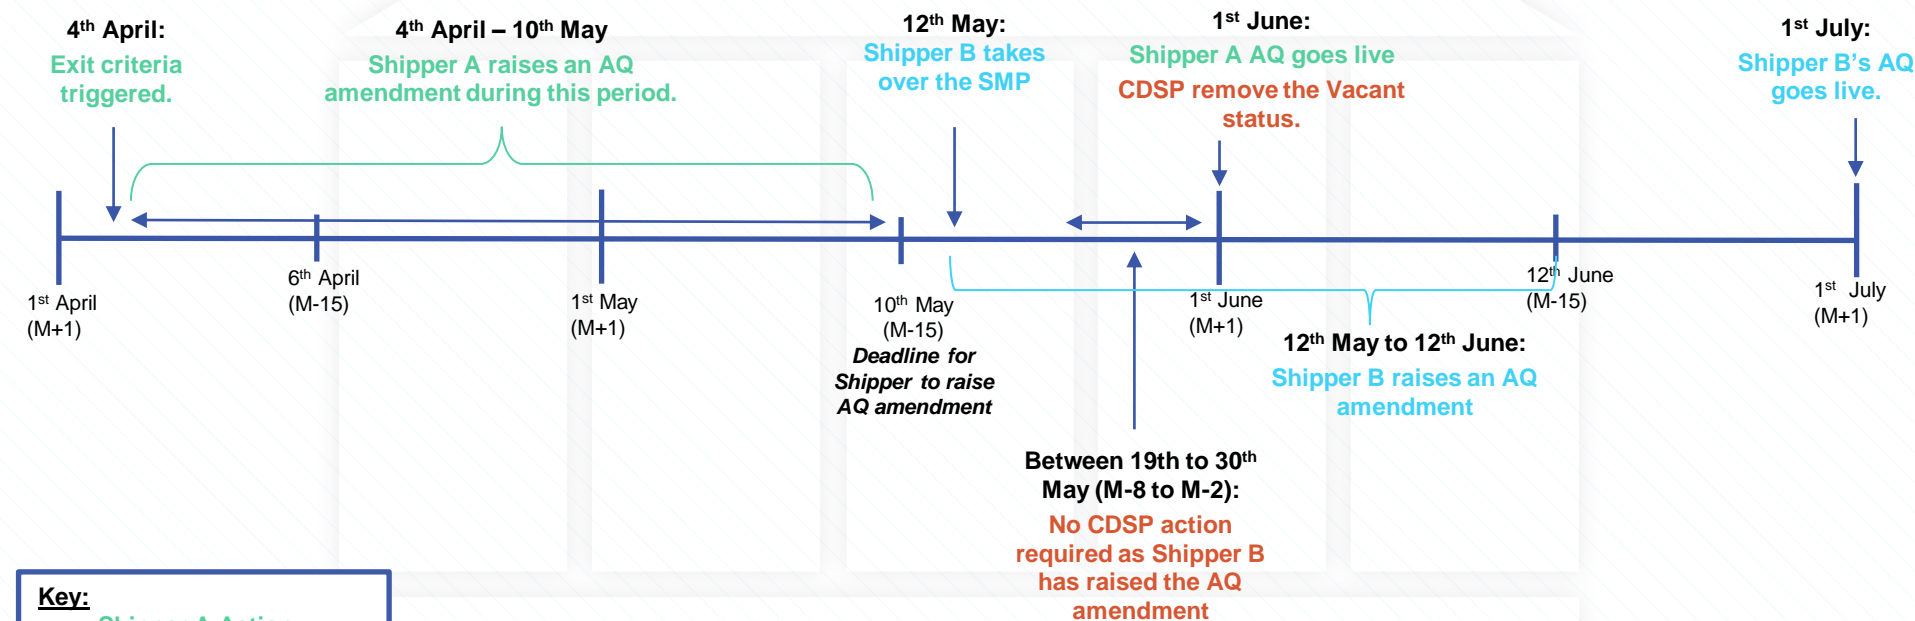 4th April:
Exit criteria
triggered.
4th April – 10th May
Shipper A raises an AQ
amendment during this period.
12th May:
Shipper B takes
over the SMP
1st June:
Shipper A AQ goes live
CDSP remove the Vacant
status.
1st July:
Shipper B's AQ
goes live.
1st April
(M+1)
6th April
(M-15)
1st May
(M+1)
10th May
(M-15)
Deadline for
Shipper to raise
AQ amendment
1st June
(M+1)
12th June
(M-15)
1st July
(M+1)
12th May to 12th June:
Shipper B raises an AQ
amendment
Between 19th to 30th
May (M-8 to M-2):
No CDSP action
required as Shipper B
has raised the AQ
amendment
Key:
Shipper A Action